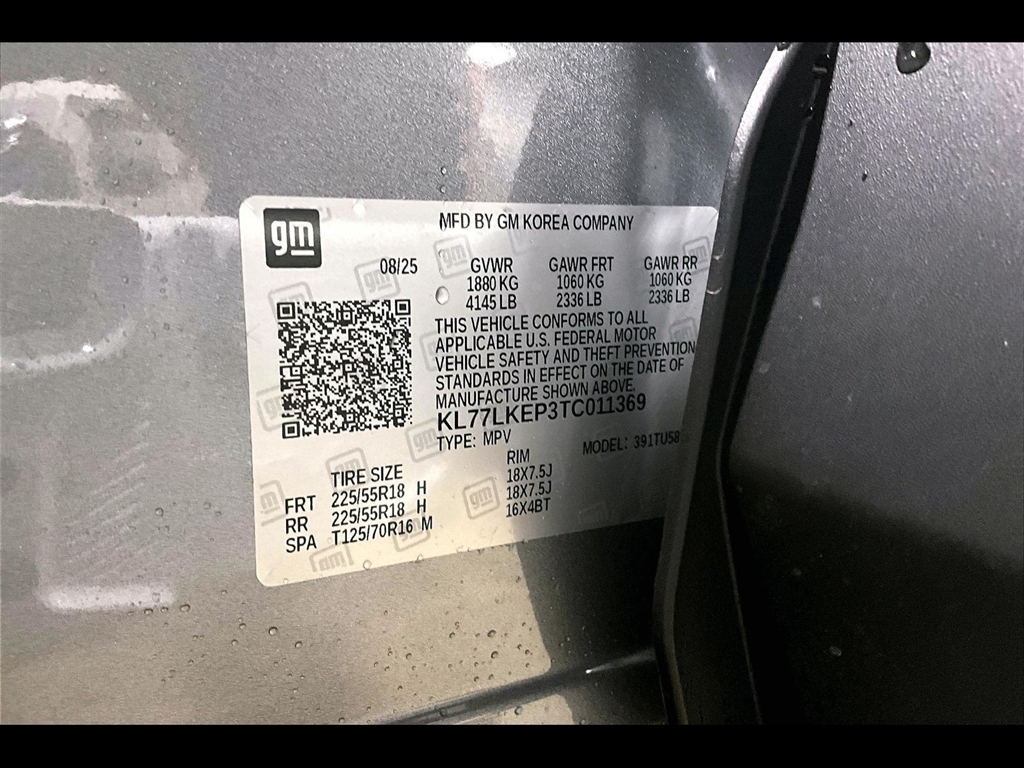 gm
MFD BY GM KOREA COMPANY
08/25
GVWR GAWR FRT GAWR RR
1880 KG 1060 KG 1060 KG
4145 LB 2336 LB 2336 LB
THIS VEHICLE CONFORMS TO ALL
APPLICABLE U.S. FEDERAL MOTOR
VEHICLE SAFETY AND THEFT PREVENTION
STANDARDS IN EFFECT ON THE DATE OF
MANUFACTURE SHOWN ABOVE.
KL77LKEP3TC011369
TYPE: MPV MODEL: 391TU58
TIRE SIZE RIM
FRT 225/55R18 H 18X7.5J
RR 225/55R18 H 18X7.5J
SPA T125/70R16 M 16X4BT